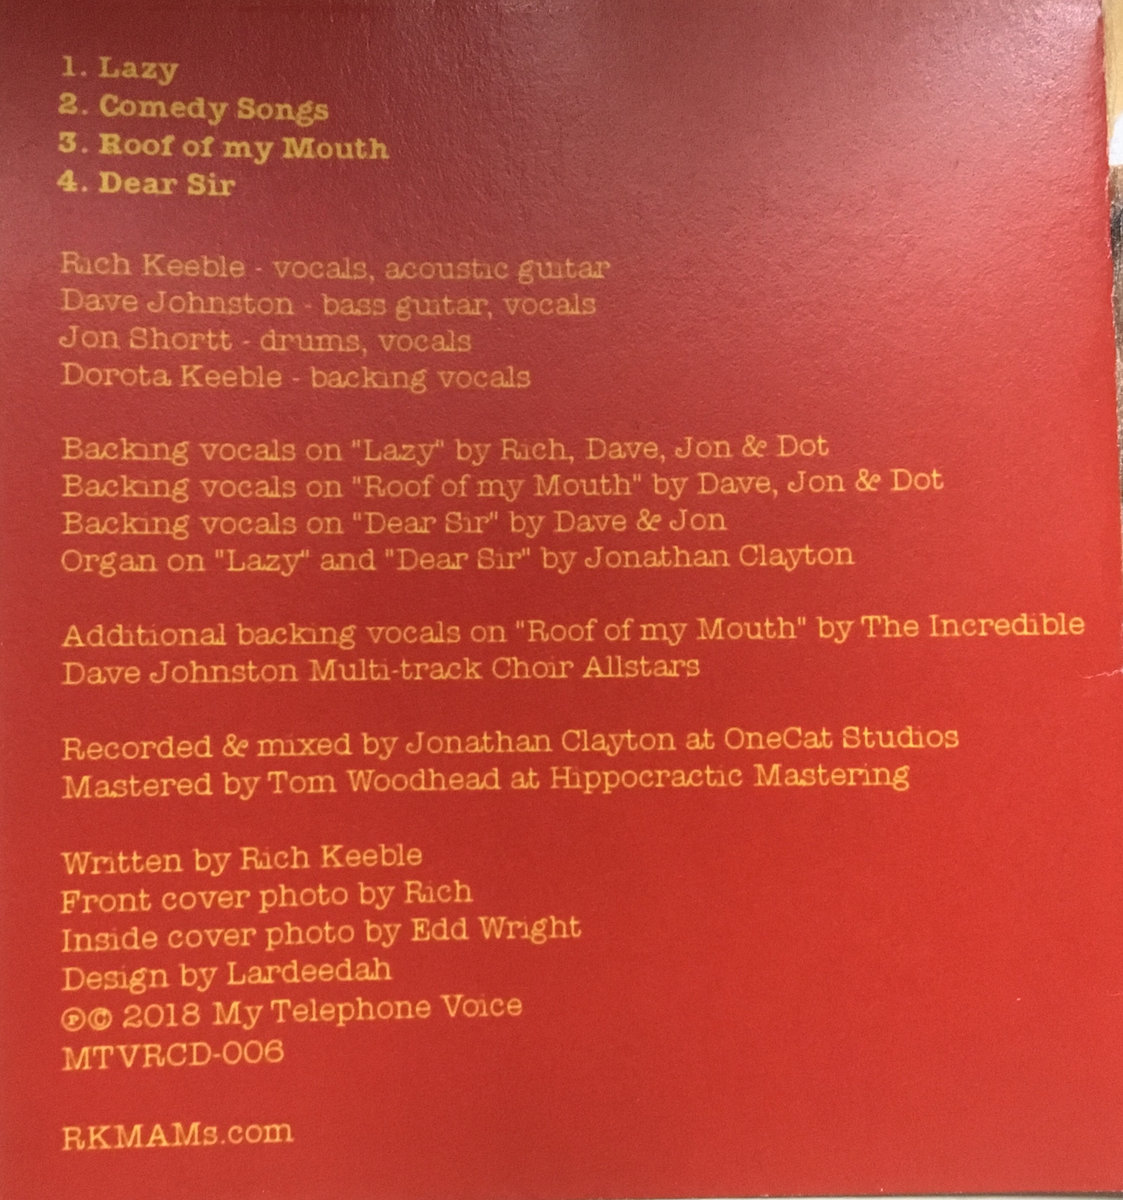 1. Lazy
2. Comedy Songs
3. Roof of my Mouth
4. Dear Sir
Rich Keeble - vocals, acoustic guitar
Dave Johnston - bass guitar, vocals
Jon Shortt - drums, vocals
Dorota Keeble - backing vocals
Backing vocals on "Lazy" by Rich, Dave, Jon & Dot
Backing vocals on "Roof of my Mouth" by Dave, Jon & Dot
Backing vocals on "Dear Sir" by Dave & Jon
Organ on "Lazy" and "Dear Sir" by Jonathan Clayton
Additional backing vocals on "Roof of my Mouth" by The Incredible
Dave Johnston Multi-track Choir Allstars
Recorded & mixed by Jonathan Clayton at OneCat Studios
Mastered by Tom Woodhead at Hippocractic Mastering
Written by Rich Keeble
Front cover photo by Rich
Inside cover photo by Edd Wright
Design by Lardeedah
℗© 2018 My Telephone Voice
MTVRCD-006
RKMAMs.com